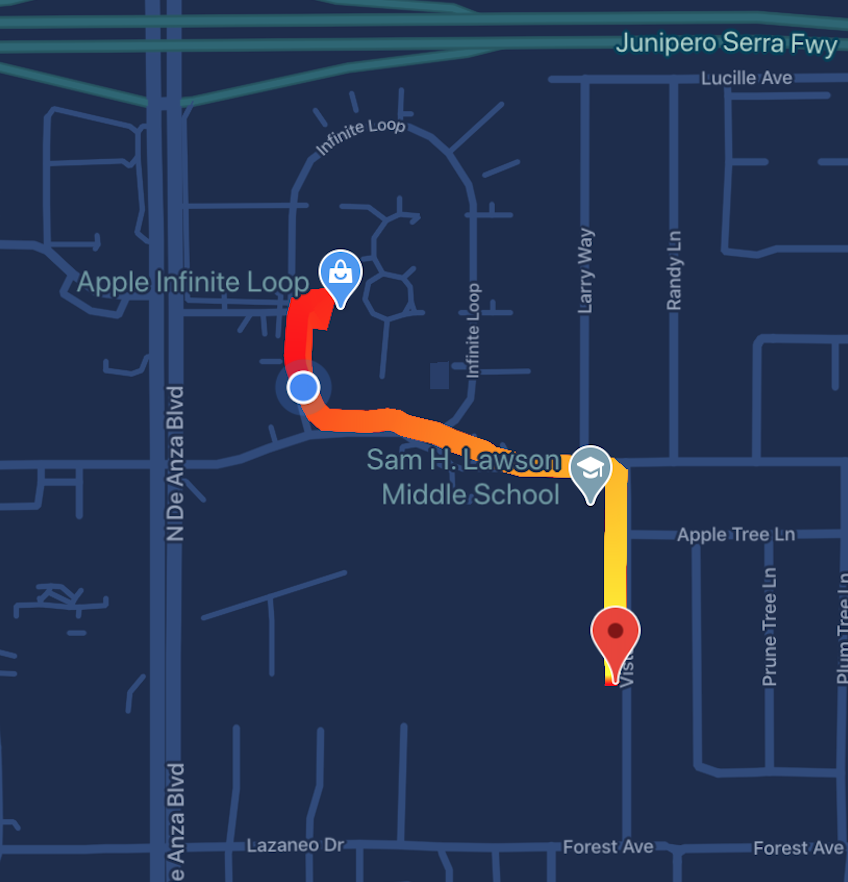 Junipero Serra Fwy
Lucille Ave
Infinite Loop
Larry Way
Randy Ln
Apple Infinite Loop
Infinite Loop
N De Anza Blvd
Sam H. Lawson
Middle School
Apple Tree Ln
Prune Tree Ln
Plum Tree Ln
e Anza Blvd
Lazaneo Dr
Forest Ave
Forest Ave